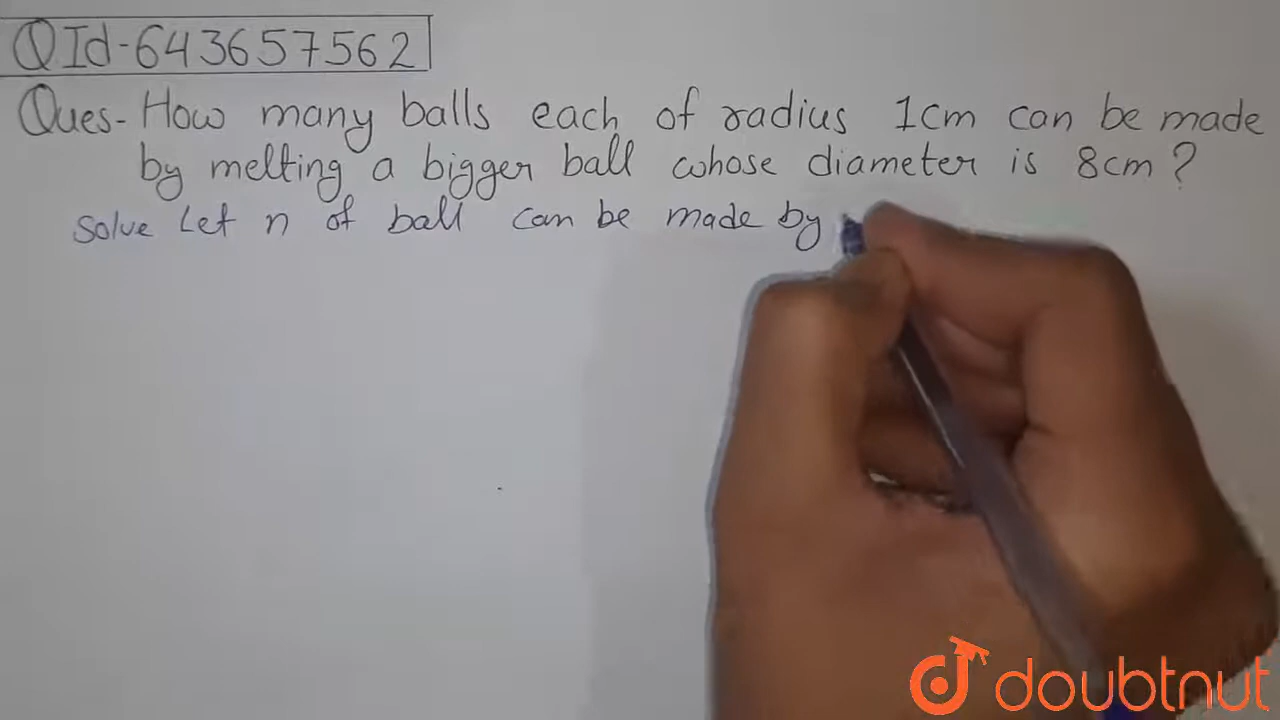 QId-643657562
Ques- How many balls each of radius 1cm can be made
by melting a bigger ball whose diameter is 8cm?
Solve Let n of ball can be made by
doubtnut